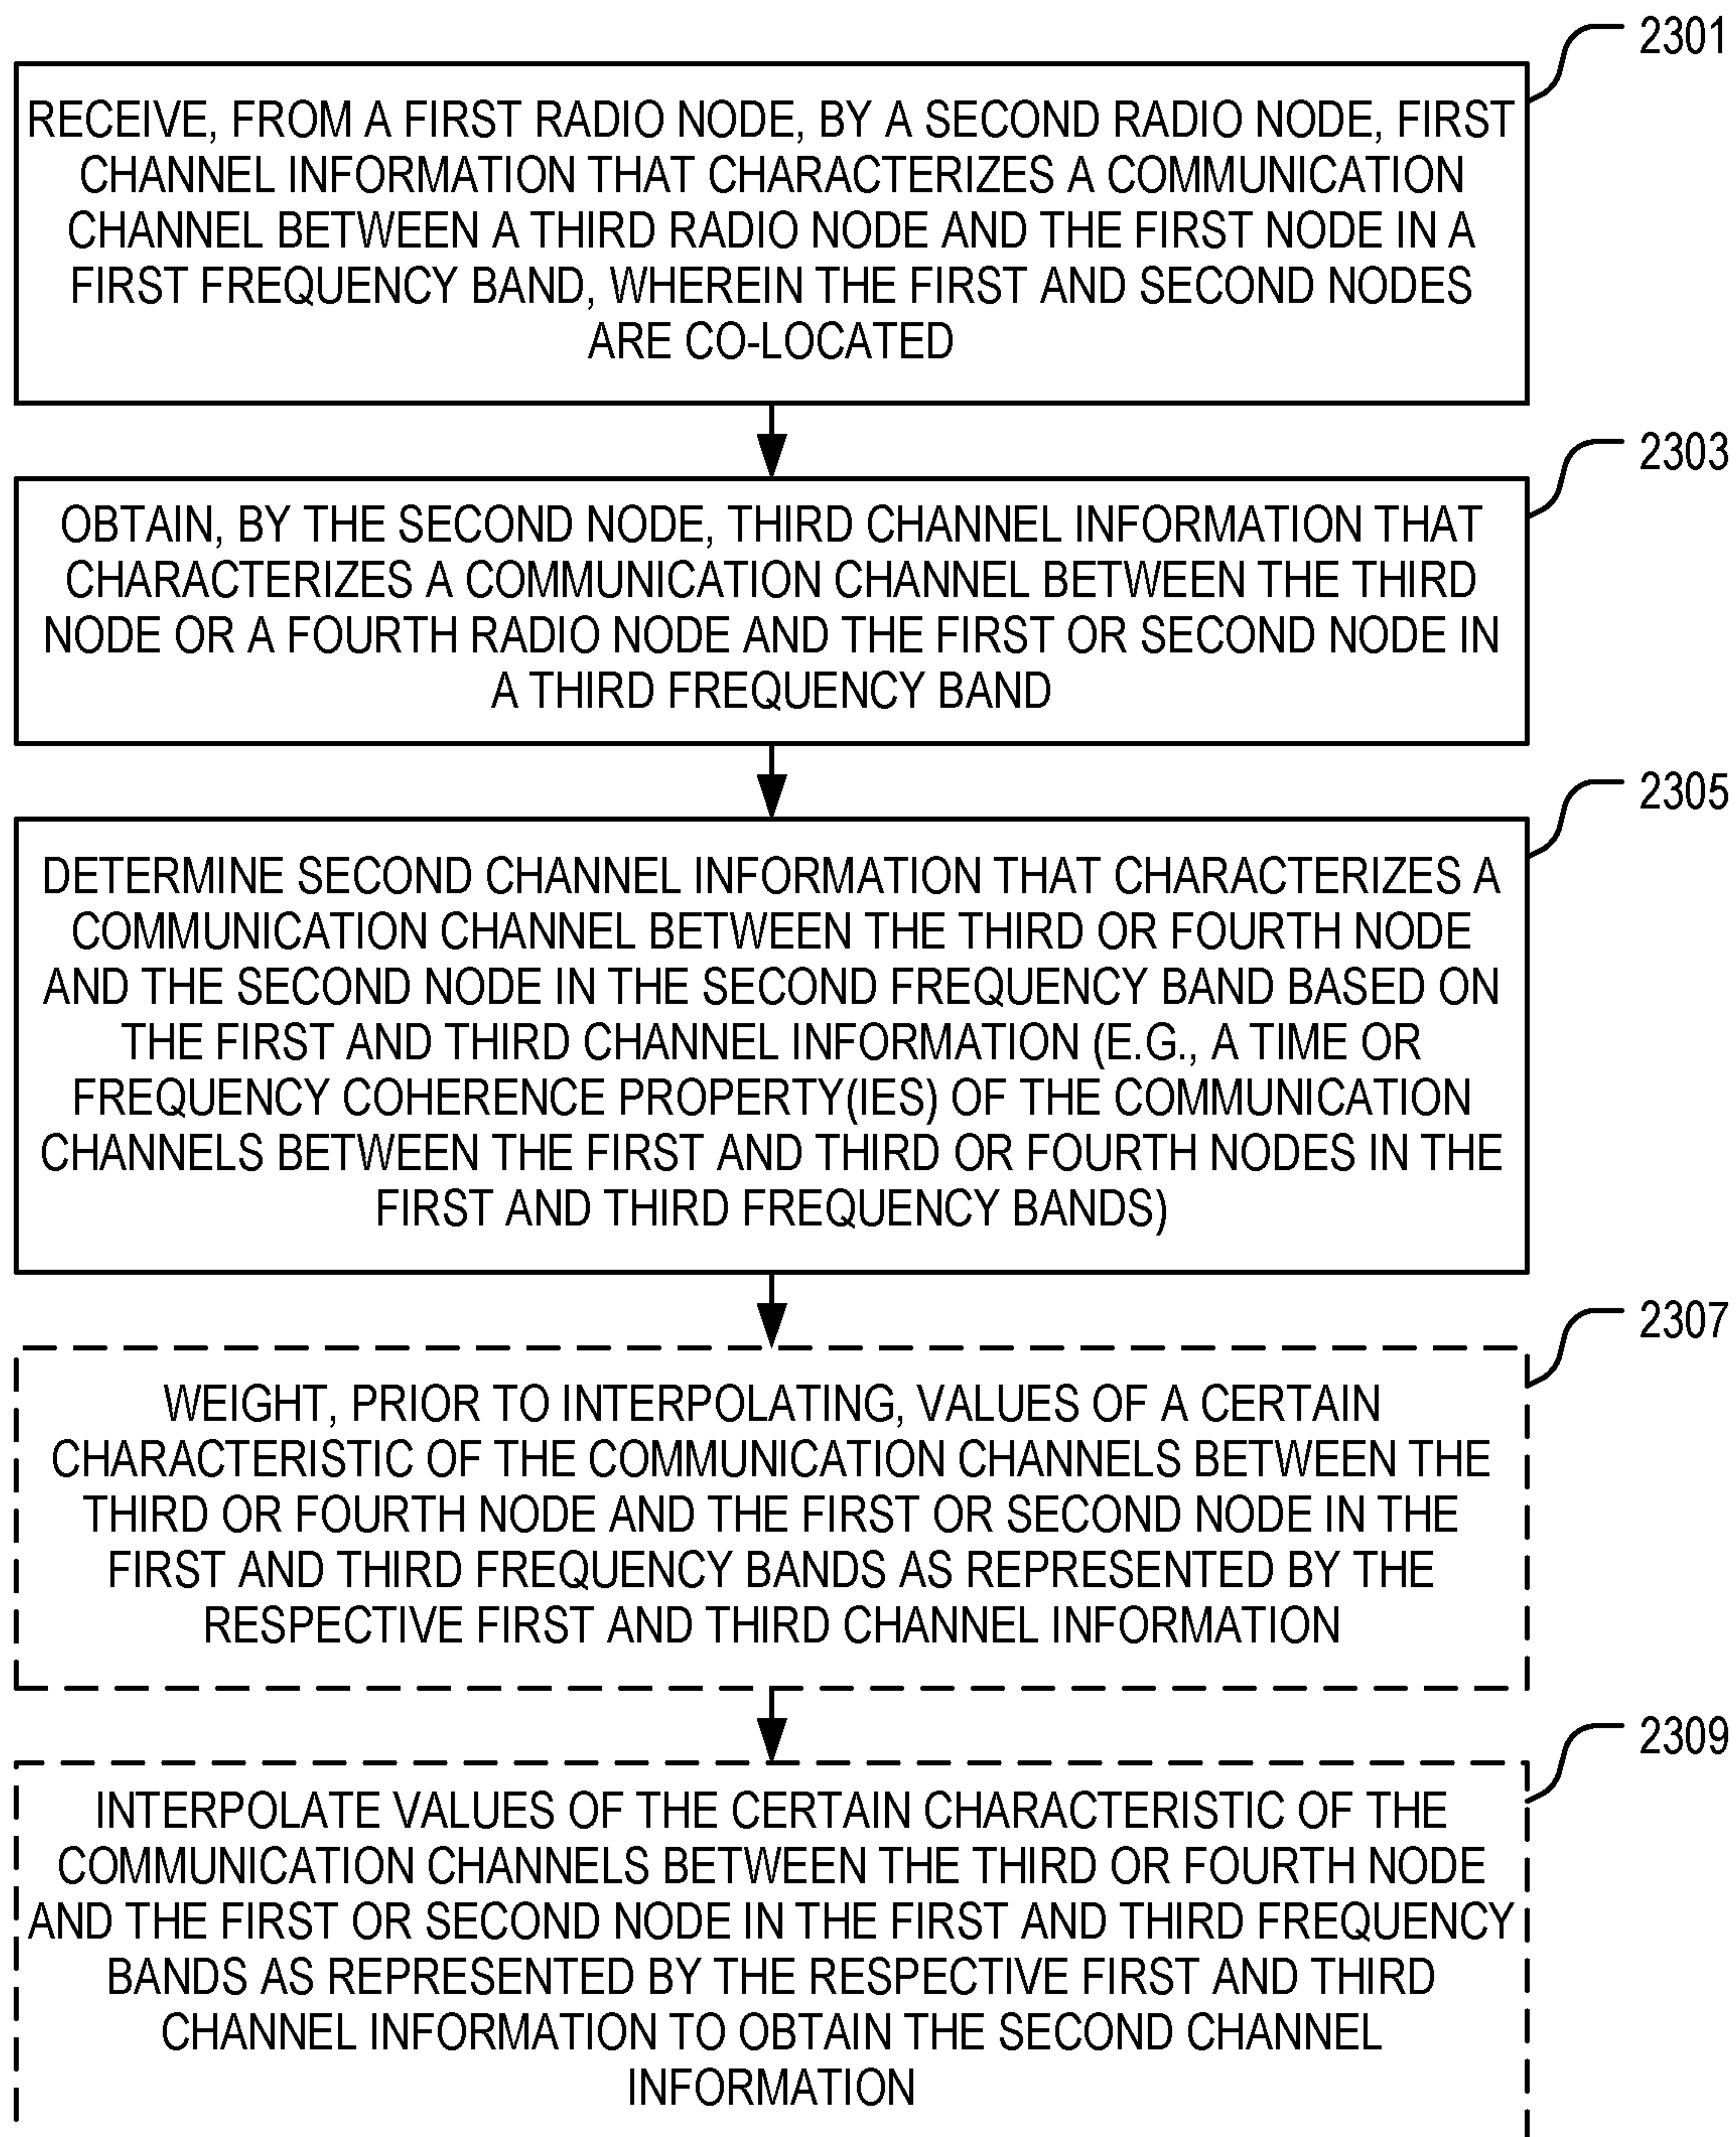 2301
RECEIVE, FROM A FIRST RADIO NODE, BY A SECOND RADIO NODE, FIRST
CHANNEL INFORMATION THAT CHARACTERIZES A COMMUNICATION
CHANNEL BETWEEN A THIRD RADIO NODE AND THE FIRST NODE IN A
FIRST FREQUENCY BAND, WHEREIN THE FIRST AND SECOND NODES
ARE CO-LOCATED
2303
OBTAIN, BY THE SECOND NODE, THIRD CHANNEL INFORMATION THAT
CHARACTERIZES A COMMUNICATION CHANNEL BETWEEN THE THIRD
NODE OR A FOURTH RADIO NODE AND THE FIRST OR SECOND NODE IN
A THIRD FREQUENCY BAND
2305
DETERMINE SECOND CHANNEL INFORMATION THAT CHARACTERIZES A
COMMUNICATION CHANNEL BETWEEN THE THIRD OR FOURTH NODE
AND THE SECOND NODE IN THE SECOND FREQUENCY BAND BASED ON
THE FIRST AND THIRD CHANNEL INFORMATION (E.G., A TIME OR
FREQUENCY COHERENCE PROPERTY(IES) OF THE COMMUNICATION
CHANNELS BETWEEN THE FIRST AND THIRD OR FOURTH NODES IN THE
FIRST AND THIRD FREQUENCY BANDS)
2307
WEIGHT, PRIOR TO INTERPOLATING, VALUES OF A CERTAIN
CHARACTERISTIC OF THE COMMUNICATION CHANNELS BETWEEN THE
THIRD OR FOURTH NODE AND THE FIRST OR SECOND NODE IN THE
FIRST AND THIRD FREQUENCY BANDS AS REPRESENTED BY THE
RESPECTIVE FIRST AND THIRD CHANNEL INFORMATION
2309
INTERPOLATE VALUES OF THE CERTAIN CHARACTERISTIC OF THE
COMMUNICATION CHANNELS BETWEEN THE THIRD OR FOURTH NODE
AND THE FIRST OR SECOND NODE IN THE FIRST AND THIRD FREQUENCY
BANDS AS REPRESENTED BY THE RESPECTIVE FIRST AND THIRD
CHANNEL INFORMATION TO OBTAIN THE SECOND CHANNEL
INFORMATION